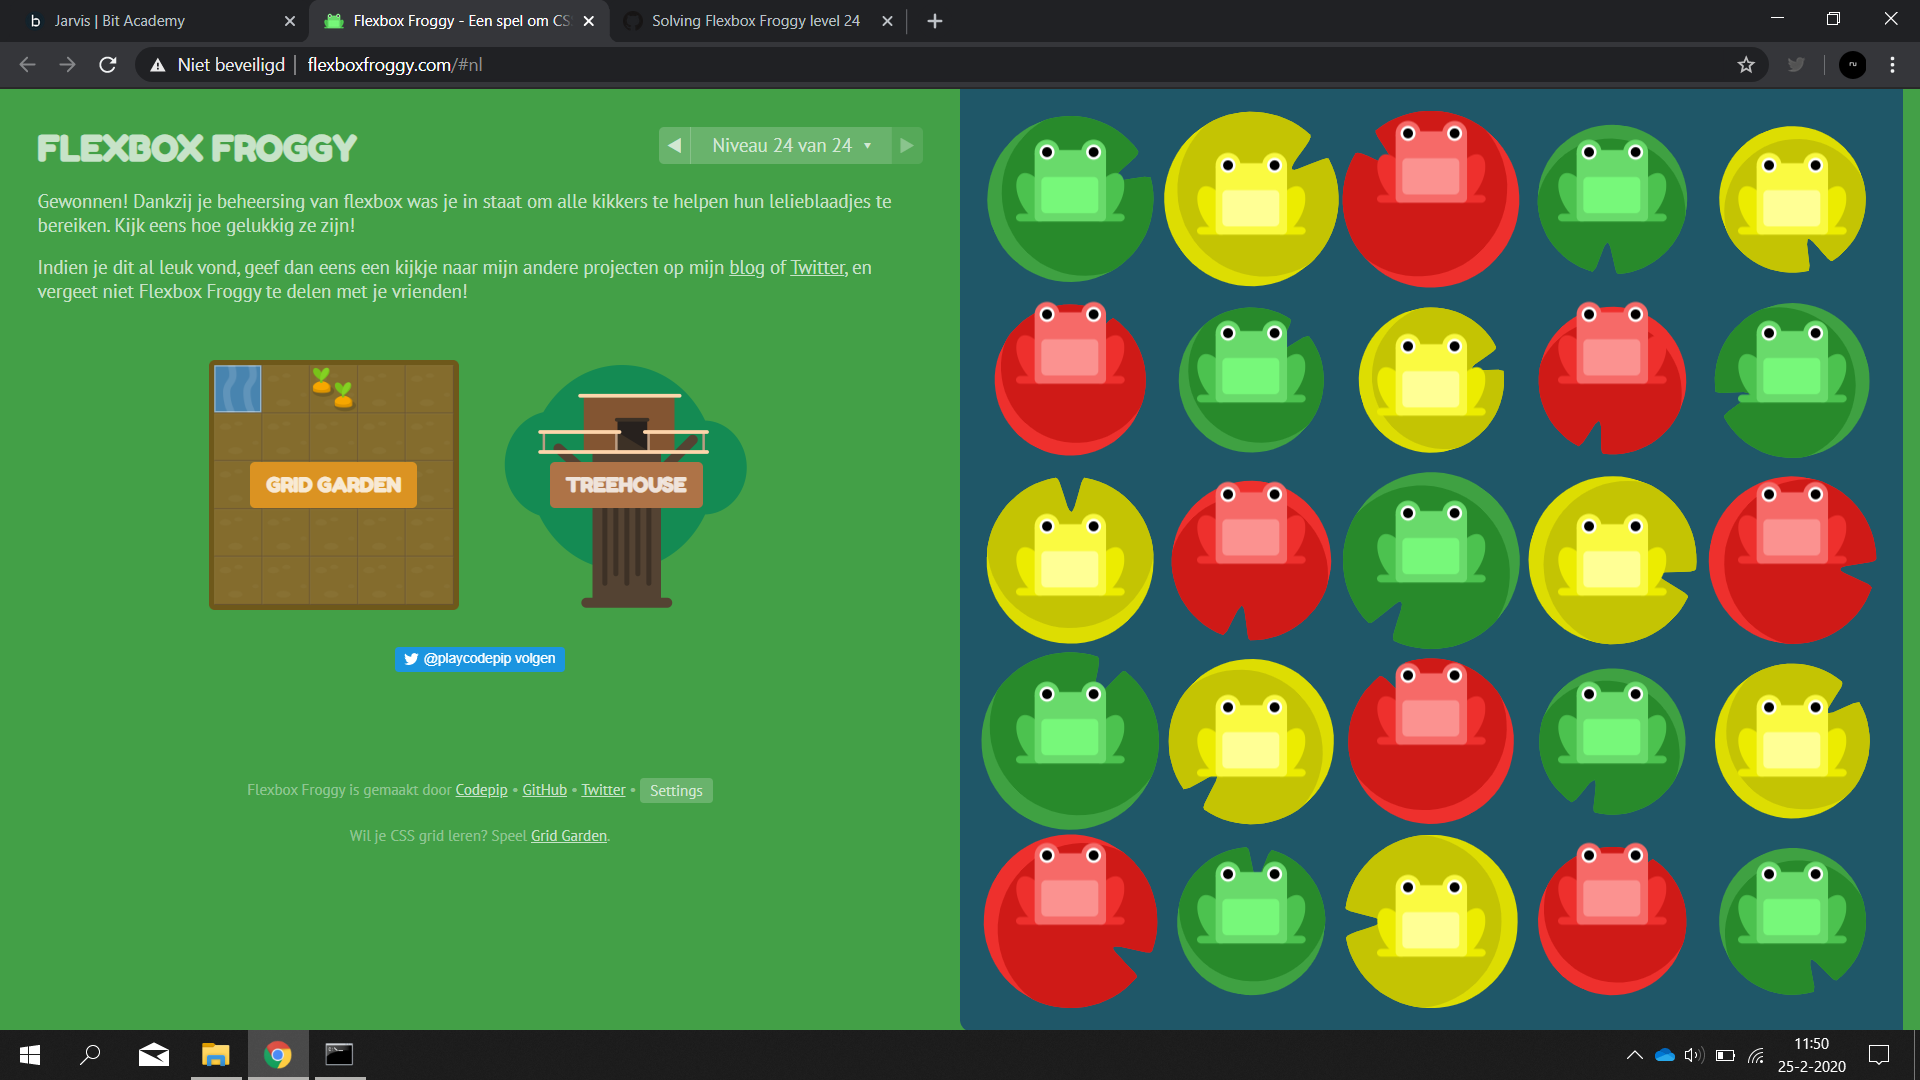 b Jarvis | Bit Academy
Flexbox Froggy - Een spel om CS
Solving Flexbox Froggy level 24
Niet beveiligd | flexboxfroggy.com/#nl
FLEXBOX FROGGY
Niveau 24 van 24
Gewonnen! Dankzij je beheersing van flexbox was je in staat om alle kikkers te helpen hun lelieblaadjes te
bereiken. Kijk eens hoe gelukkig ze zijn!
Indien je dit al leuk vond, geef dan eens een kijkje naar mijn andere projecten op mijn blog of Twitter, en
vergeet niet Flexbox Froggy te delen met je vrienden!
GRID GARDEN
TREEHOUSE
@playcodepip volgen
Flexbox Froggy is gemaakt door Codepip • GitHub • Twitter • Settings
Wil je CSS grid leren? Speel Grid Garden.
11:50
25-2-2020